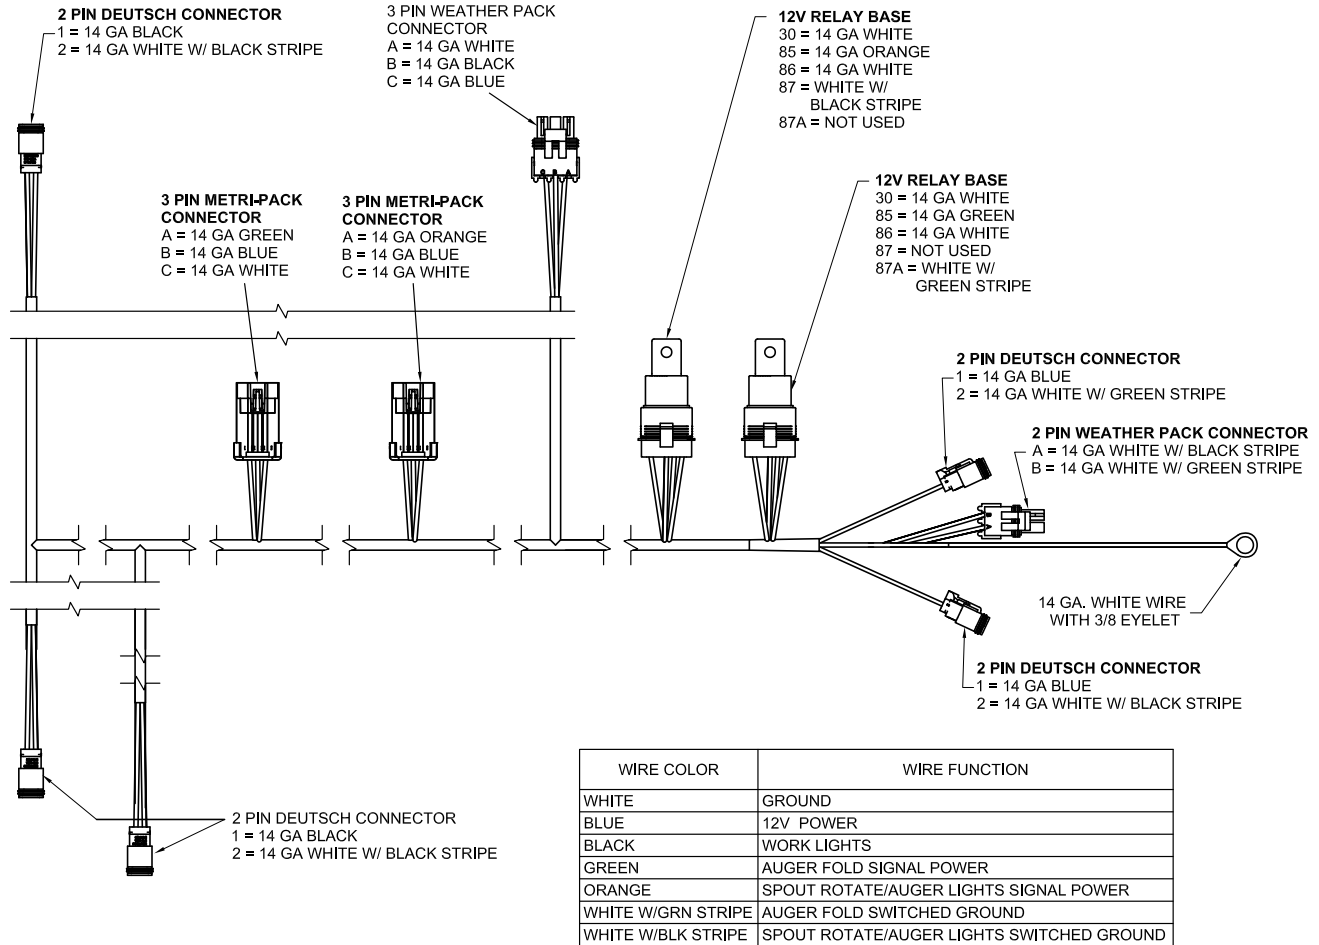 2 PIN DEUTSCH CONNECTOR
1 = 14 GA BLACK
2 = 14 GA WHITE W/ BLACK STRIPE
3 PIN WEATHER PACK
CONNECTOR
A = 14 GA WHITE
B = 14 GA BLACK
C = 14 GA BLUE
12V RELAY BASE
30 = 14 GA WHITE
85 = 14 GA ORANGE
86 = 14 GA WHITE
87 = WHITE W/
BLACK STRIPE
87A = NOT USED
3 PIN METRI-PACK
CONNECTOR
A = 14 GA GREEN
B = 14 GA BLUE
C = 14 GA WHITE
3 PIN METRI-PACK
CONNECTOR
A = 14 GA ORANGE
B = 14 GA BLUE
C = 14 GA WHITE
12V RELAY BASE
30 = 14 GA WHITE
85 = 14 GA GREEN
86 = 14 GA WHITE
87 = NOT USED
87A = WHITE W/
GREEN STRIPE
2 PIN DEUTSCH CONNECTOR
1 = 14 GA BLUE
2 = 14 GA WHITE W/ GREEN STRIPE
2 PIN WEATHER PACK CONNECTOR
A = 14 GA WHITE W/ BLACK STRIPE
B = 14 GA WHITE W/ GREEN STRIPE
14 GA. WHITE WIRE
WITH 3/8 EYELET
2 PIN DEUTSCH CONNECTOR
1 = 14 GA BLUE
2 = 14 GA WHITE W/ BLACK STRIPE
2 PIN DEUTSCH CONNECTOR
1 = 14 GA BLACK
2 = 14 GA WHITE W/ BLACK STRIPE
WIRE COLOR WIRE FUNCTION
WHITE GROUND
BLUE 12V POWER
BLACK WORK LIGHTS
GREEN AUGER FOLD SIGNAL POWER
ORANGE SPOUT ROTATE/AUGER LIGHTS SIGNAL POWER
WHITE W/GRN STRIPE AUGER FOLD SWITCHED GROUND
WHITE W/BLK STRIPE SPOUT ROTATE/AUGER LIGHTS SWITCHED GROUND